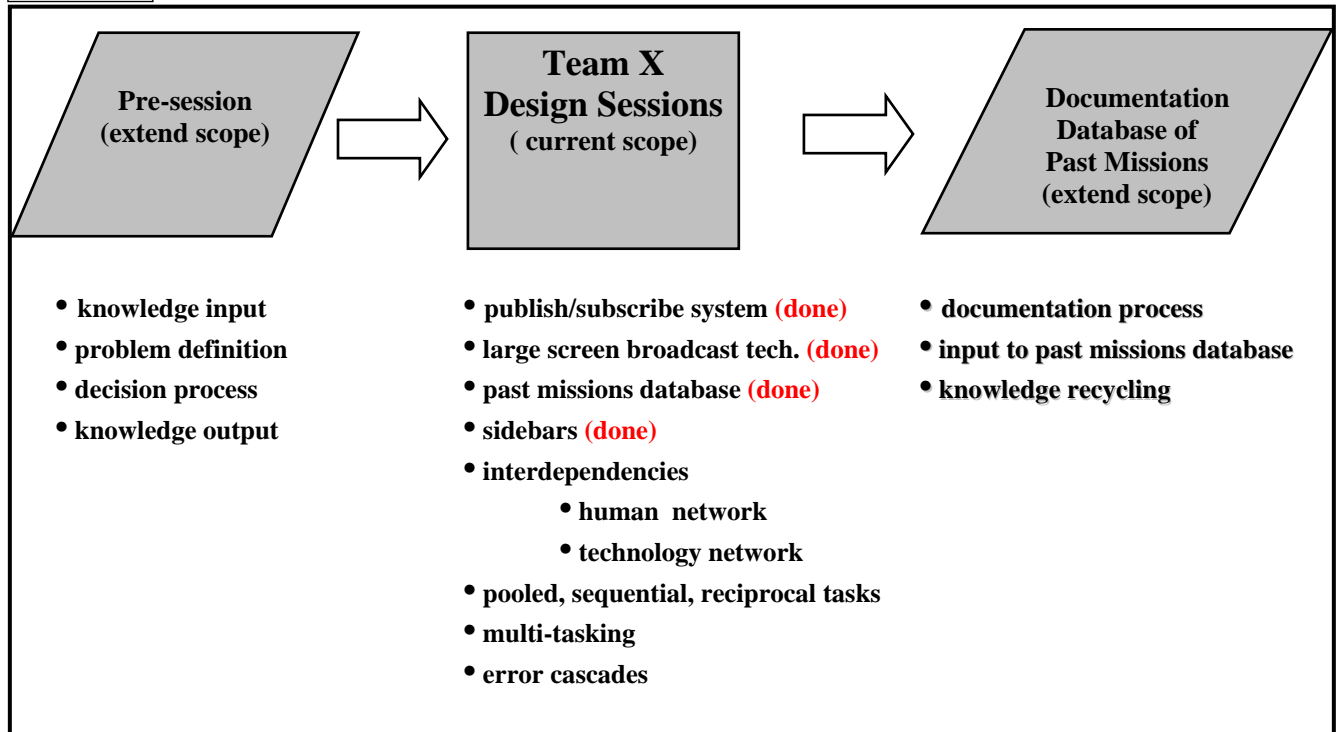 Pre-session
(extend scope)
Team X
Design Sessions
( current scope)
Documentation
Database of
Past Missions
(extend scope)
• knowledge input
• problem definition
• decision process
• knowledge output
• publish/subscribe system (done)
• large screen broadcast tech. (done)
• past missions database (done)
• sidebars (done)
• interdependencies
• human network
• technology network
• pooled, sequential, reciprocal tasks
• multi-tasking
• error cascades
• documentation process
• input to past missions database
• knowledge recycling